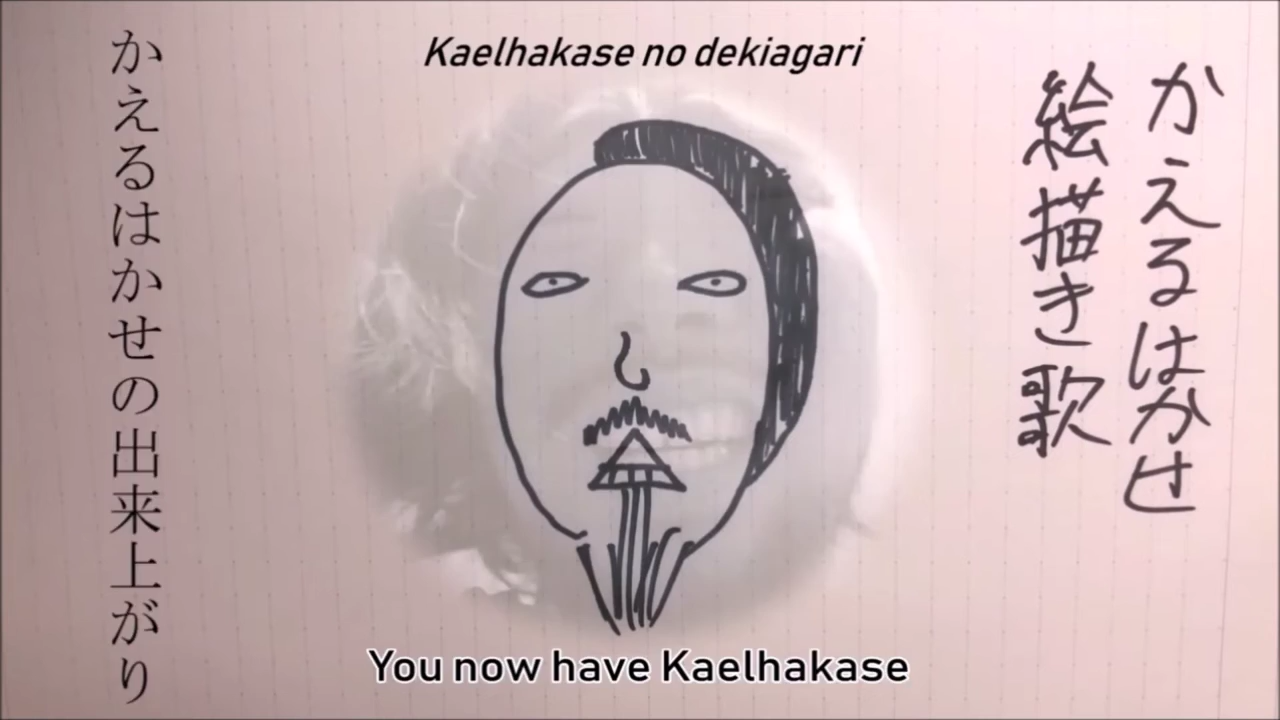 かえるはかせ
絵描き歌
Kaelhakase no dekiagari
かえるはかせの出来上がり
You now have Kaelhakase